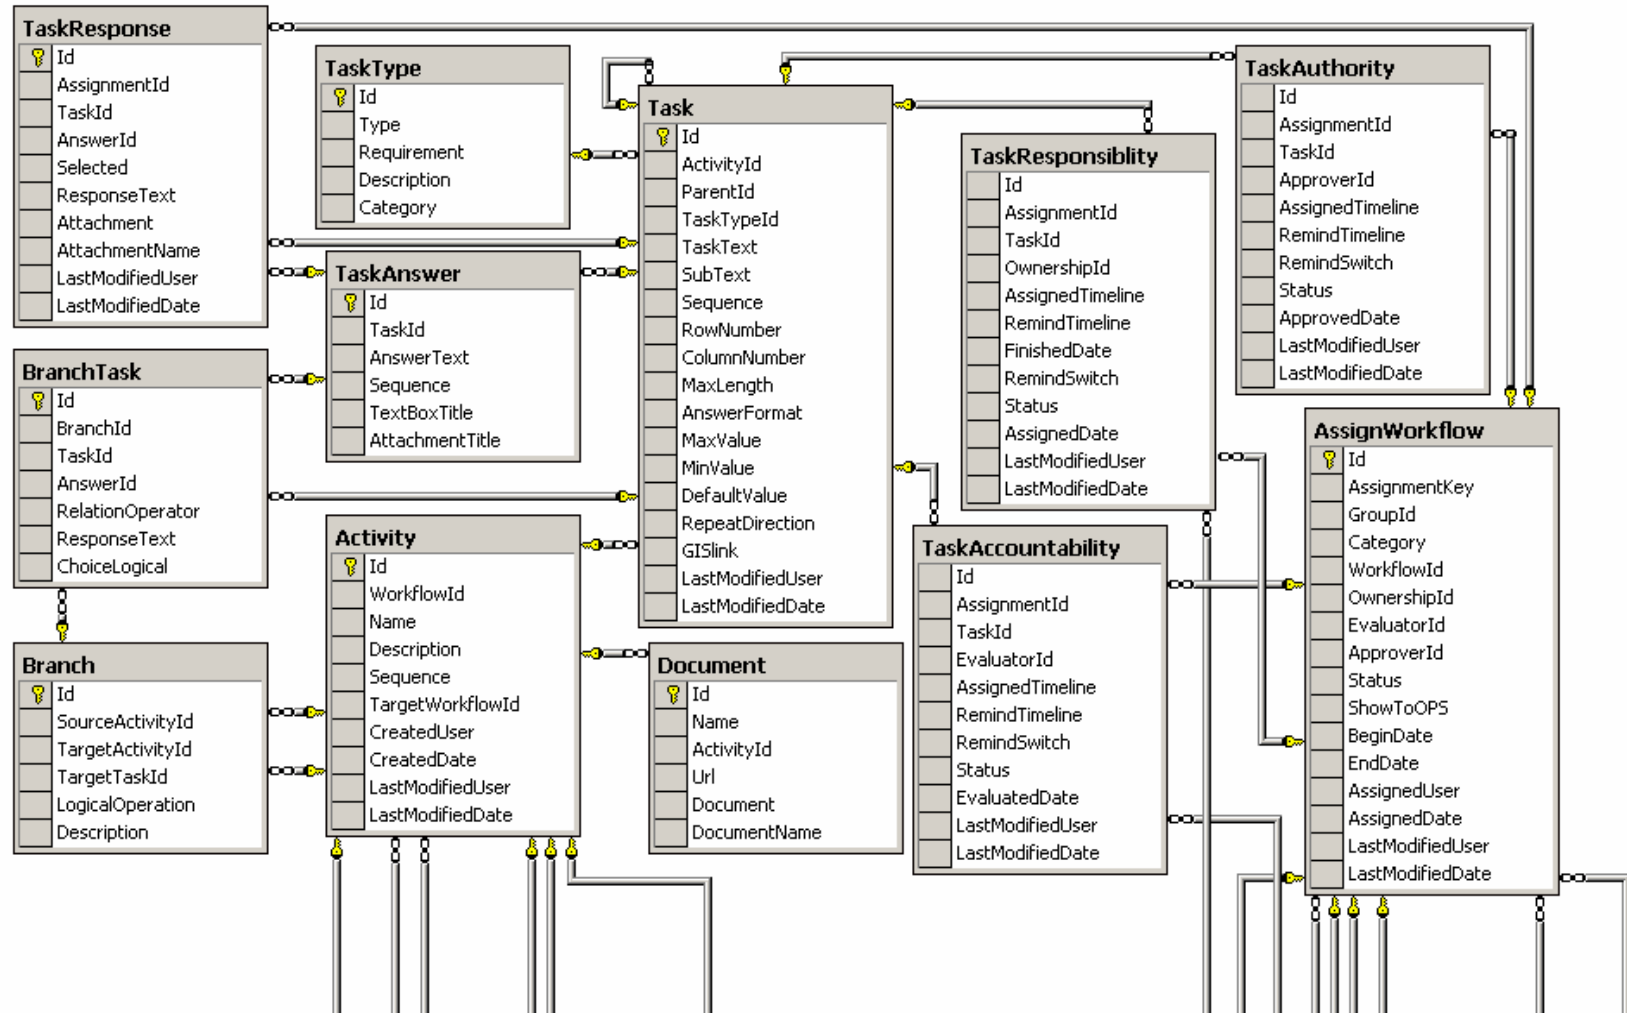 TaskResponse
Id
AssignmentId
TaskId
AnswerId
Selected
ResponseText
Attachment
AttachmentName
LastModifiedUser
LastModifiedDate
TaskType
Id
Type
Requirement
Description
Category
TaskAnswer
Id
TaskId
AnswerText
Sequence
TextBoxTitle
AttachmentTitle
BranchTask
Id
BranchId
TaskId
AnswerId
RelationOperator
ResponseText
ChoiceLogical
Branch
Id
SourceActivityId
TargetActivityId
TargetTaskId
LogicalOperation
Description
Activity
Id
WorkflowId
Name
Description
Sequence
TargetWorkflowId
CreatedUser
CreatedDate
LastModifiedUser
LastModifiedDate
Task
Id
ActivityId
ParentId
TaskTypeId
TaskText
SubText
Sequence
RowNumber
ColumnNumber
MaxLength
AnswerFormat
MaxValue
MinValue
DefaultValue
RepeatDirection
GISlink
LastModifiedUser
LastModifiedDate
Document
Id
Name
ActivityId
Url
Document
DocumentName
TaskResponsiblity
Id
AssignmentId
TaskId
OwnershipId
AssignedTimeline
RemindTimeline
FinishedDate
RemindSwitch
Status
AssignedDate
LastModifiedUser
LastModifiedDate
TaskAccountability
Id
AssignmentId
TaskId
EvaluatorId
AssignedTimeline
RemindTimeline
RemindSwitch
Status
EvaluatedDate
LastModifiedUser
LastModifiedDate
TaskAuthority
Id
AssignmentId
TaskId
ApproverId
AssignedTimeline
RemindTimeline
RemindSwitch
Status
ApprovedDate
LastModifiedUser
LastModifiedDate
AssignWorkflow
Id
AssignmentKey
GroupId
Category
WorkflowId
OwnershipId
EvaluatorId
ApproverId
Status
ShowToOPS
BeginDate
EndDate
AssignedUser
AssignedDate
LastModifiedUser
LastModifiedDate